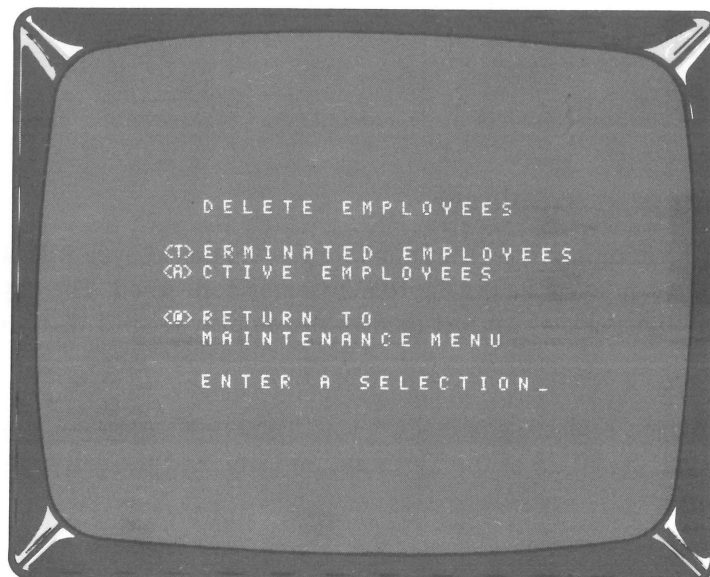 DELETE EMPLOYEES
<T>ERMINATED EMPLOYEES
<A>CTIVE EMPLOYEES
<@>RETURN TO
MAINTENANCE MENU
ENTER A SELECTION_